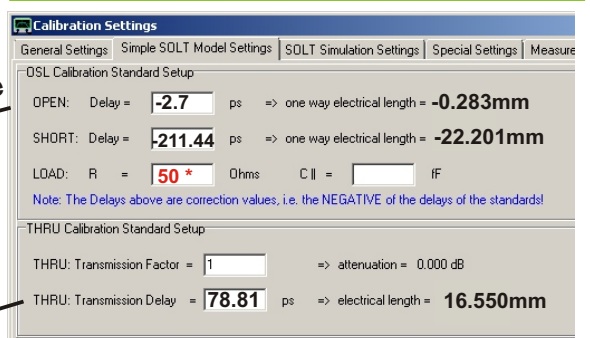 Calibration Settings
General Settings Simple SOLT Model Settings SOLT Simulation Settings Special Settings Measure
OSL Calibration Standard Setup
e
OPEN: Delay = -2.7 ps => one way electrical length = -0.283mm
SHORT: Delay = -211.44 ps => one way electrical length = -22.201mm
LOAD: R = 50 * Ohms C || = fF
Note: The Delays above are correction values, i.e. the NEGATIVE of the delays of the standards!
THRU Calibration Standard Setup
THRU: Transmission Factor = 1 => attenuation = 0.000 dB
THRU: Transmission Delay = 78.81 ps => electrical length = 16.550mm